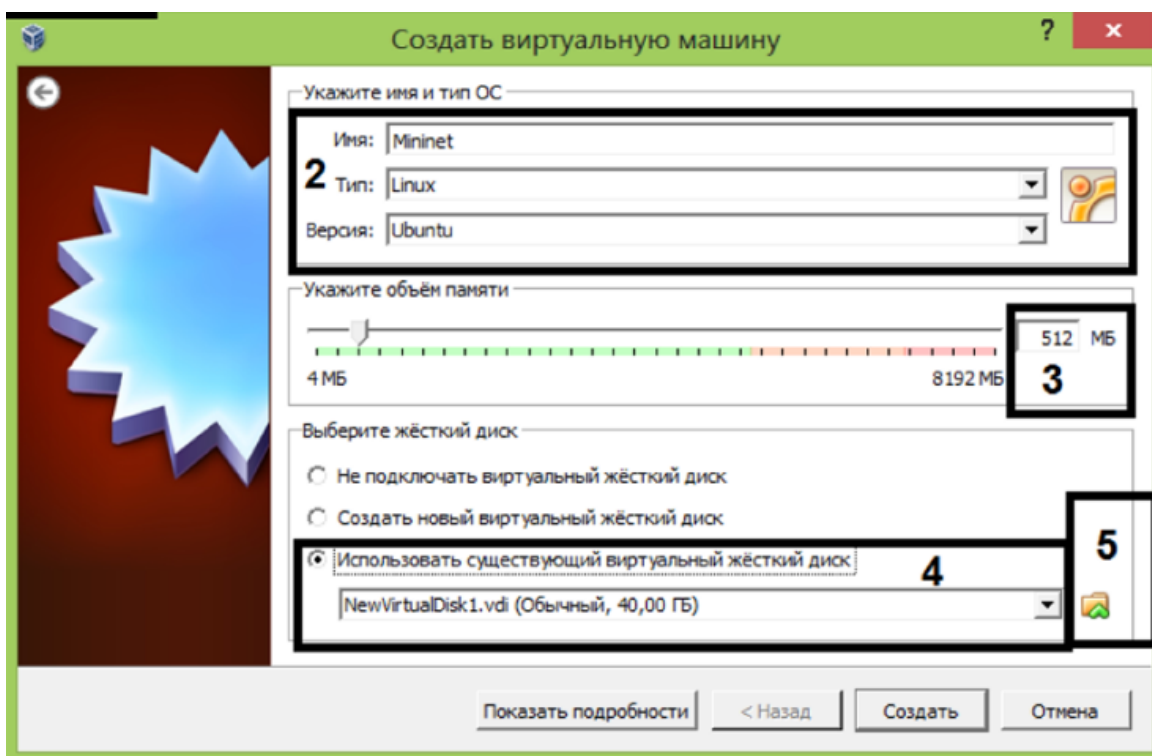 Создать виртуальную машину
?
Укажите имя и тип ОС
Имя: Mininet
2
Тип: Linux
Версия: Ubuntu
Укажите объём памяти
512 МБ
4 МБ
8192 МБ
3
Выберите жёсткий диск
Не подключать виртуальный жёсткий диск
Создать новый виртуальный жёсткий диск
Использовать существующий виртуальный жёсткий диск
4
5
NewVirtualDisk1.vdi (Обычный, 40,00 ГБ)
Показать подробности
< Назад
Создать
Отмена